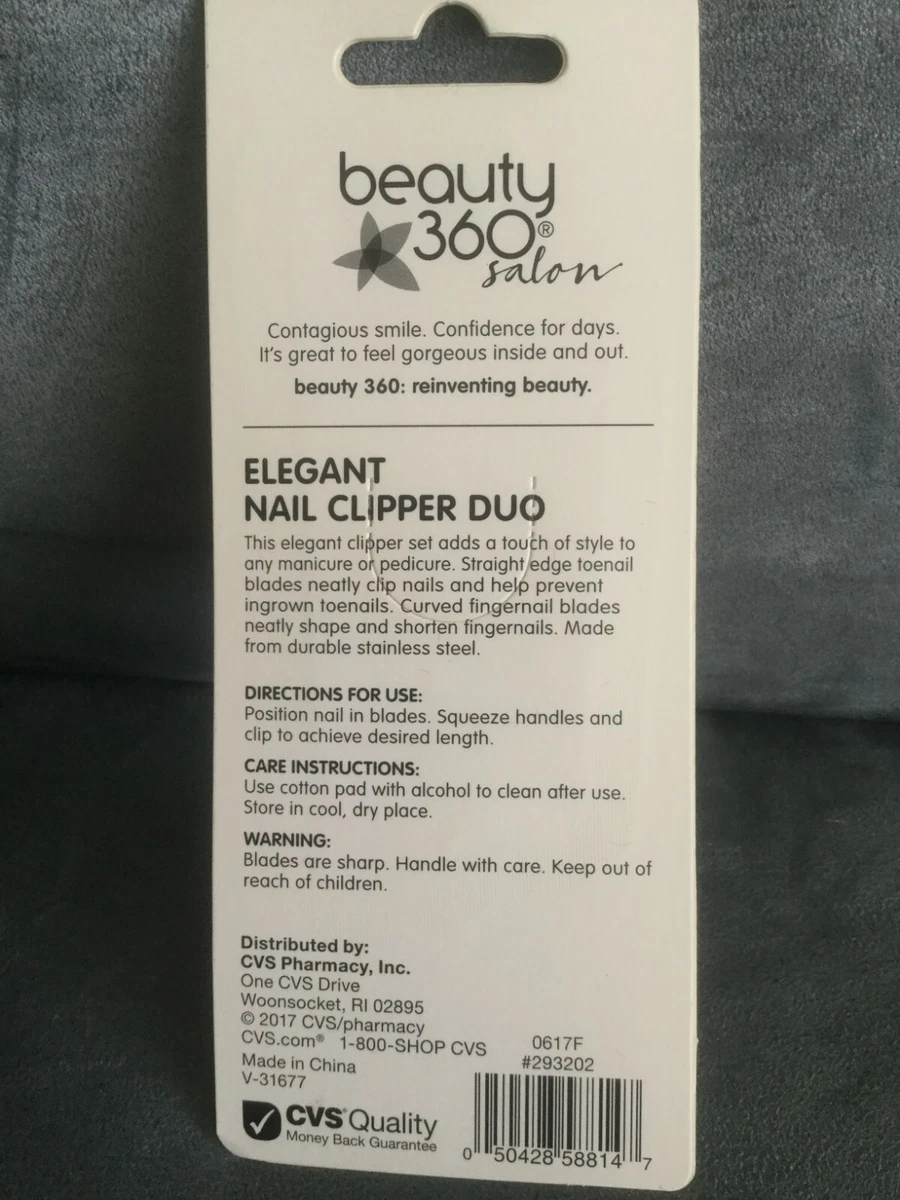 beauty
360®
salon
Contagious smile. Confidence for days.
It's great to feel gorgeous inside and out.
beauty 360: reinventing beauty.
ELEGANT
NAIL CLIPPER DUO
This elegant clipper set adds a touch of style to
any manicure or pedicure. Straight edge toenail
blades neatly clip nails and help prevent
ingrown toenails. Curved fingernail blades
neatly shape and shorten fingernails. Made
from durable stainless steel.
DIRECTIONS FOR USE:
Position nail in blades. Squeeze handles and
clip to achieve desired length.
CARE INSTRUCTIONS:
Use cotton pad with alcohol to clean after use.
Store in cool, dry place.
WARNING:
Blades are sharp. Handle with care. Keep out of
reach of children.
Distributed by:
CVS Pharmacy, Inc.
One CVS Drive
Woonsocket, RI 02895
© 2017 CVS/pharmacy
CVS.com® 1-800-SHOP CVS
Made in China
V-31677
0617F
#293202
CVS Quality
Money Back Guarantee
0 50428 58814 7